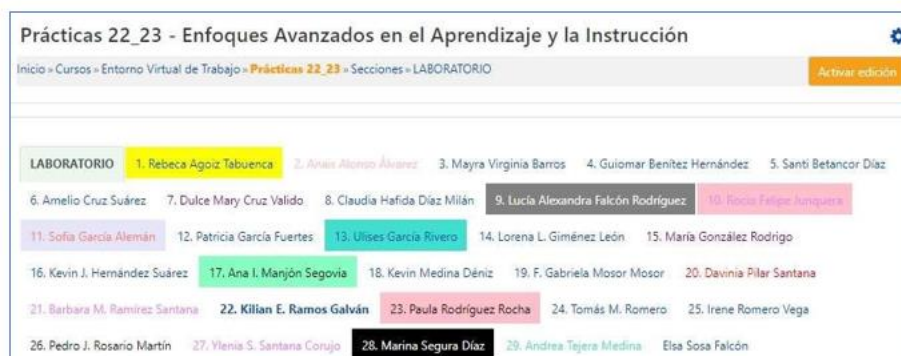 Prácticas 22_23 - Enfoques Avanzados en el Aprendizaje y la Instrucción
Inicio » Cursos » Entorno Virtual de Trabajo » Prácticas 22_23 » Secciones » LABORATORIO
Activar edición
LABORATORIO 1. Rebeca Agoiz Tabuenca 2. Anais Alonso Álvarez 3. Mayra Virginia Barros 4. Guiomar Benítez Hernández 5. Santi Betancor Díaz
6. Amelio Cruz Suárez 7. Dulce Mary Cruz Valido 8. Claudia Hafida Díaz Milán 9. Lucía Alexandra Falcón Rodríguez 10. Rocío Felipe Junquera
11. Sofía García Alemán 12. Patricia García Fuertes 13. Ulises García Rivero 14. Lorena L. Giménez León 15. María González Rodrigo
16. Kevin J. Hernández Suárez 17. Ana I. Manjón Segovia 18. Kevin Medina Déniz 19. F. Gabriela Mosor Mosor 20. Davinia Pilar Santana
21. Barbara M. Ramírez Santana 22. Kilian E. Ramos Galván 23. Paula Rodríguez Rocha 24. Tomás M. Romero 25. Irene Romero Vega
26. Pedro J. Rosario Martín 27. Ylenia S. Santana Corujo 28. Marina Segura Díaz 29. Andrea Tejera Medina Elsa Sosa Falcón